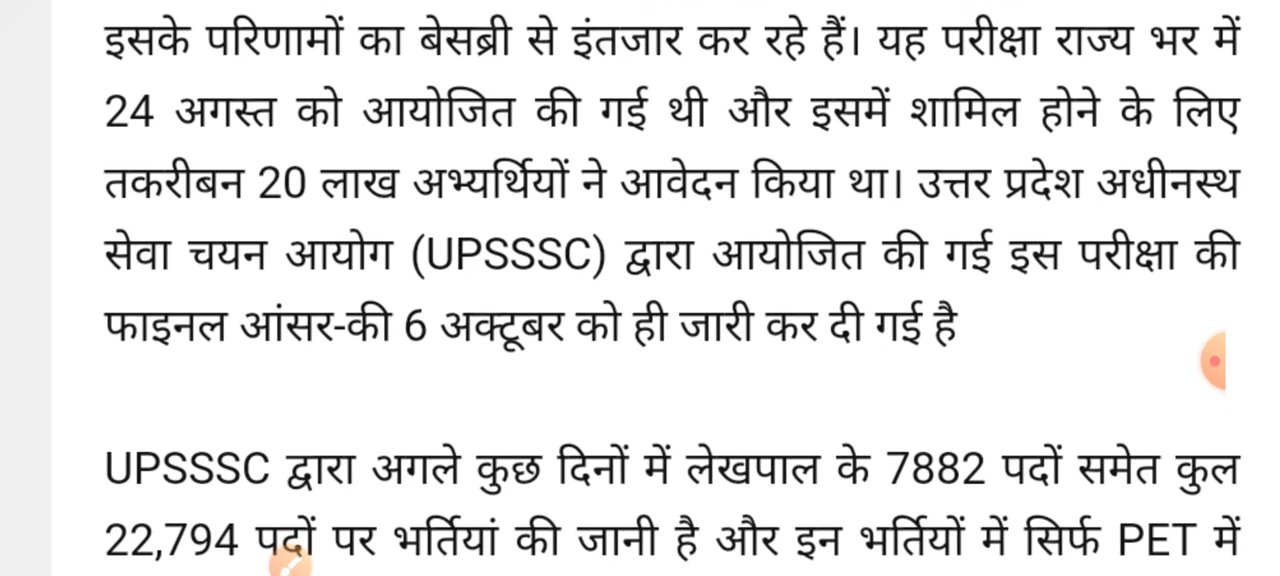 इसके परिणामों का बेसब्री से इंतजार कर रहे हैं। यह परीक्षा राज्य भर में
24 अगस्त को आयोजित की गई थी और इसमें शामिल होने के लिए
तकरीबन 20 लाख अभ्यर्थियों ने आवेदन किया था। उत्तर प्रदेश अधीनस्थ
सेवा चयन आयोग (UPSSSC) द्वारा आयोजित की गई इस परीक्षा की
फाइनल आंसर-की 6 अक्टूबर को ही जारी कर दी गई है
UPSSSC द्वारा अगले कुछ दिनों में लेखपाल के 7882 पदों समेत कुल
22,794 पदों पर भर्तियां की जानी है और इन भर्तियों में सिर्फ PET में